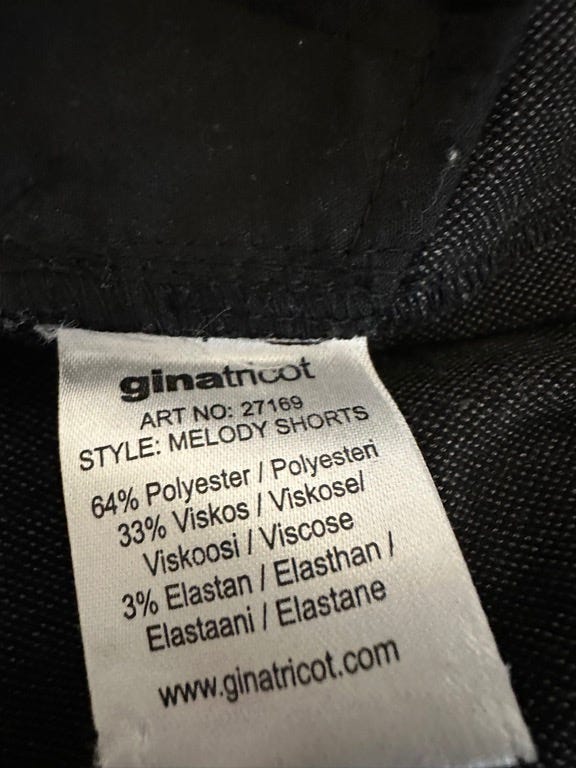 ginatricot
ART NO: 27169
STYLE: MELODY SHORTS
64% Polyester / Polyesteri
33% Viskos / Viskose/
Viskoosi / Viscose
3% Elastan / Elasthan /
Elastaani / Elastane
www.ginatricot.com